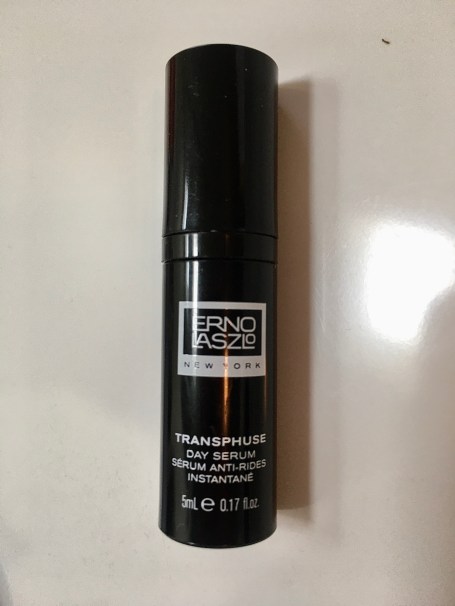 ERNO
LASZLO
NEW YORK
TRANSPHUSE
DAY SERUM
SÉRUM ANTI-RIDES
INSTANTANÉ
5mL ℮ 0.17 fl.oz.